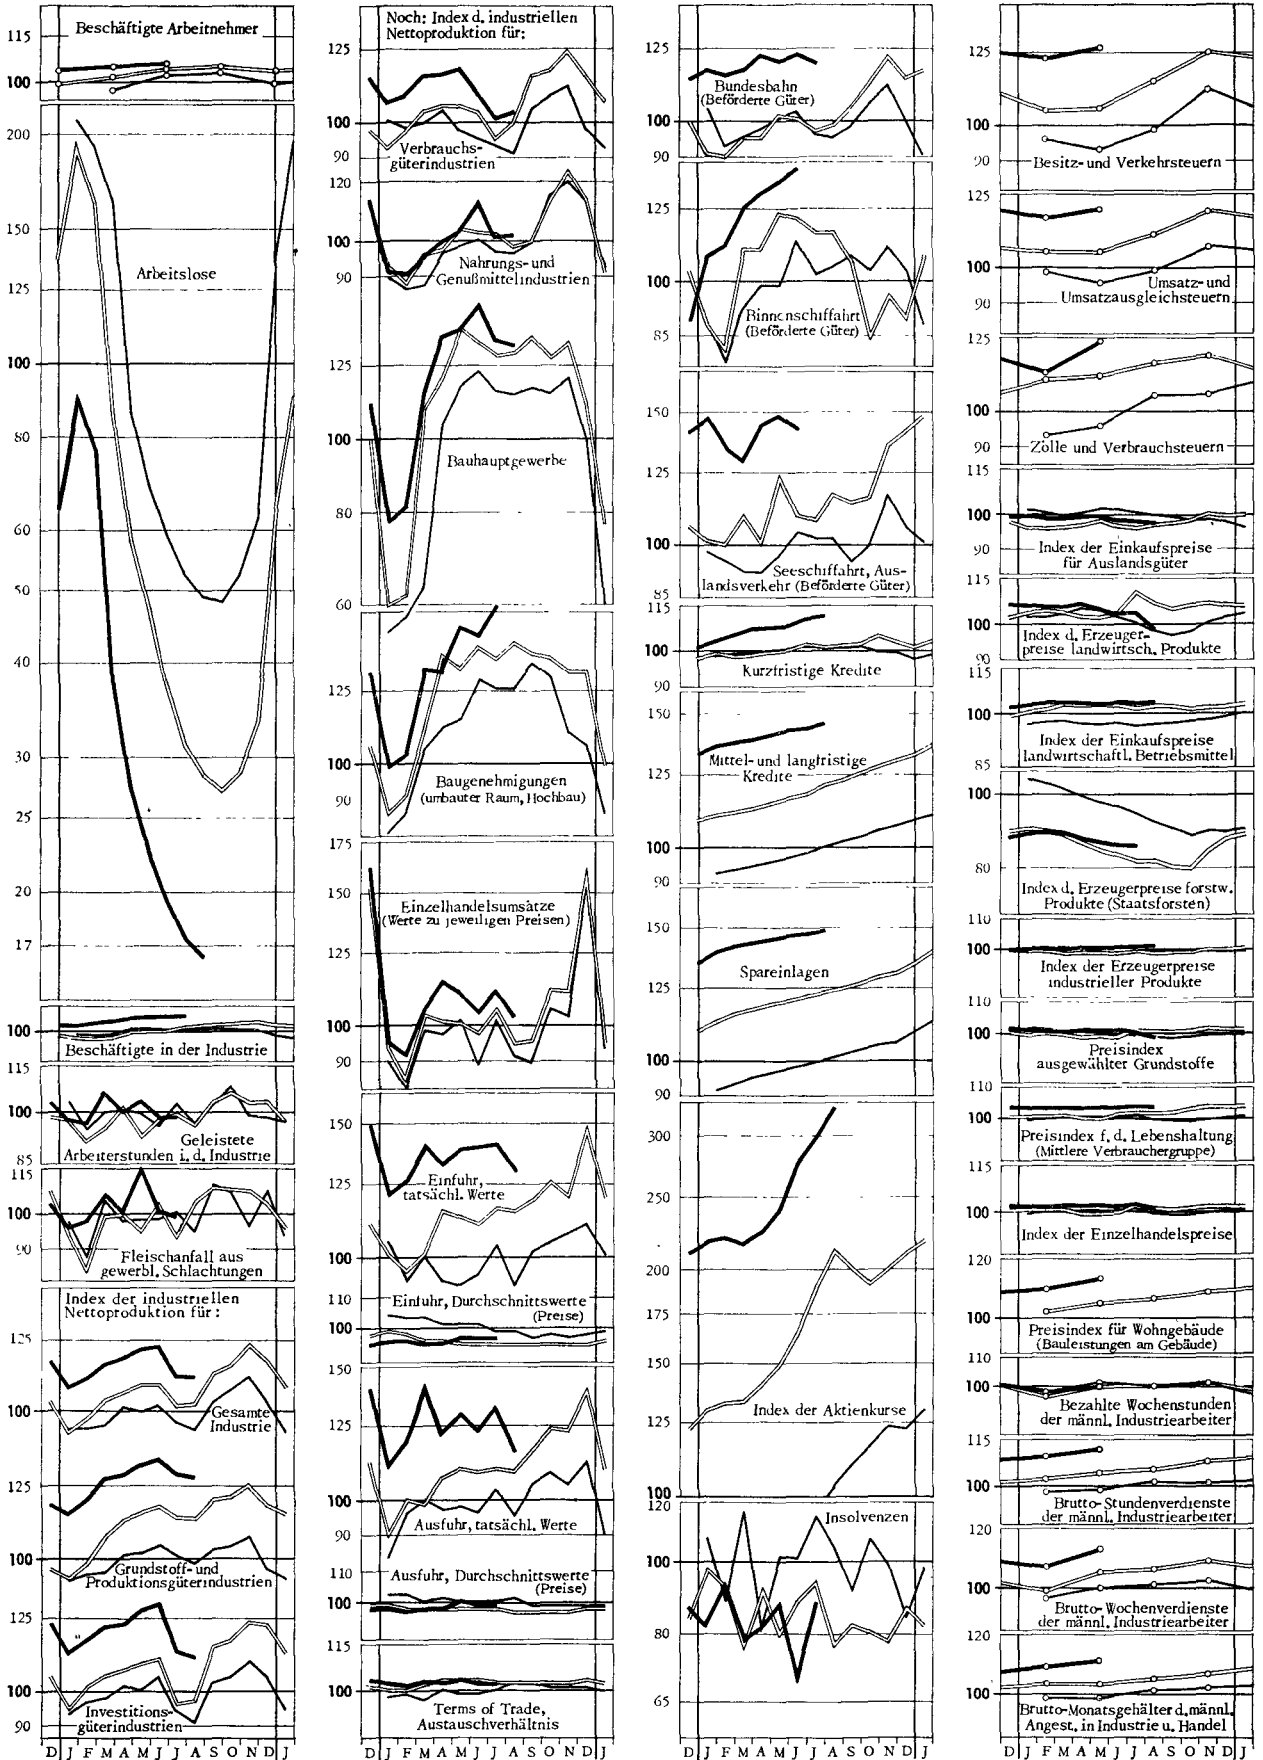 Beschäftigte Arbeitnehmer
115
100
200
150
125
100
80
60
50
40
30
25
20
17
Arbeitslose
100
Beschäftigte in der Industrie
115
100
85
Geleistete
Arbeiterstunden i. d. Industrie
115
100
90
Fleischanfall aus
gewerbl. Schlachtungen
Index der industriellen
Nettoproduktion für:
125
100
Gesamte
Industrie
125
100
Grundstoff- und
Produktionsgüterindustrien
125
100
90
Investitions-
güterindustrien
D J F M A M J J A S O N D J
Noch: Index d. industriellen
Nettoproduktion für:
125
100
90
Verbrauchs-
güterindustrien
120
100
90
Nahrungs- und
Genußmittelindustrien
125
100
80
60
Bauhauptgewerbe
125
100
90
Baugenehmigungen
(umbauter Raum, Hochbau)
175
150
125
100
90
Einzelhandelsumsätze
(Werte zu jeweiligen Preisen)
150
125
100
Einfuhr,
tatsächl. Werte
110
100
Einfuhr, Durchschnittswerte
(Preise)
150
125
100
90
Ausfuhr, tatsächl. Werte
110
100
Ausfuhr, Durchschnittswerte
(Preise)
115
100
Terms of Trade,
Austauschverhältnis
D J F M A M J J A S O N D J
125
100
90
Bundesbahn
(Beförderte Güter)
125
100
85
Binnenschiffahrt
(Beförderte Güter)
150
125
100
85
Seeschiffahrt, Aus-
landsverkehr (Beförderte Güter)
115
100
90
Kurzfristige Kredite
150
125
100
90
Mittel- und langfristige
Kredite
150
125
100
90
Spareinlagen
300
250
200
175
150
125
100
Index der Aktienkurse
120
100
80
65
Insolvenzen
D J F M A M J J A S O N D J
125
100
90
Besitz- und Verkehrsteuern
125
100
90
Umsatz- und
Umsatzausgleichsteuern
125
100
90
Zölle und Verbrauchsteuern
115
100
90
Index der Einkaufspreise
für Auslandsgüter
115
100
90
Index d. Erzeuger-
preise landwirtsch. Produkte
115
100
85
Index der Einkaufspreise
landwirtschaftl. Betriebsmittel
100
80
Index d. Erzeugerpreise forstw.
Produkte (Staatsforsten)
110
100
Index der Erzeugerpreise
industrieller Produkte
110
100
Preisindex
ausgewählter Grundstoffe
110
100
Preisindex f. d. Lebenshaltung
(Mittlere Verbrauchergruppe)
115
100
Index der Einzelhandelspreise
120
100
Preisindex für Wohngebäude
(Bauleistungen am Gebäude)
110
100
Bezahlte Wochenstunden
der männl. Industriearbeiter
115
100
Brutto-Stundenverdienste
der männl. Industriearbeiter
120
100
Brutto-Wochenverdienste
der männl. Industriearbeiter
120
100
Brutto-Monatsgehälter d. männl.
Angest. in Industrie u. Handel
D J F M A M J J A S O N D J